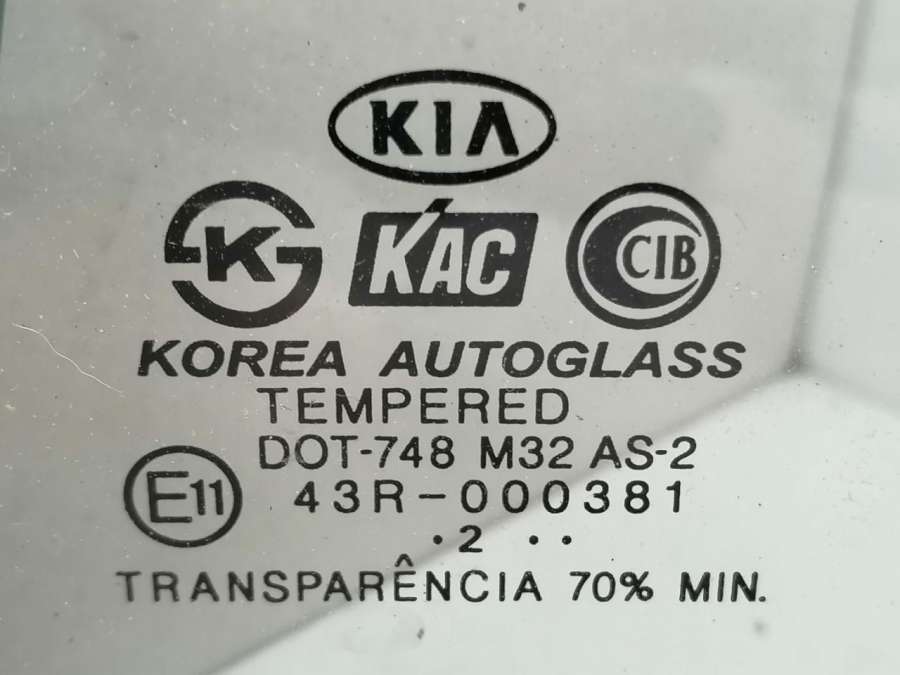 KIA
K KAC CIB
KOREA AUTOGLASS
TEMPERED
DOT-748 M32 AS-2
E11 43R-000381
·2 ··
TRANSPARÊNCIA 70% MIN.